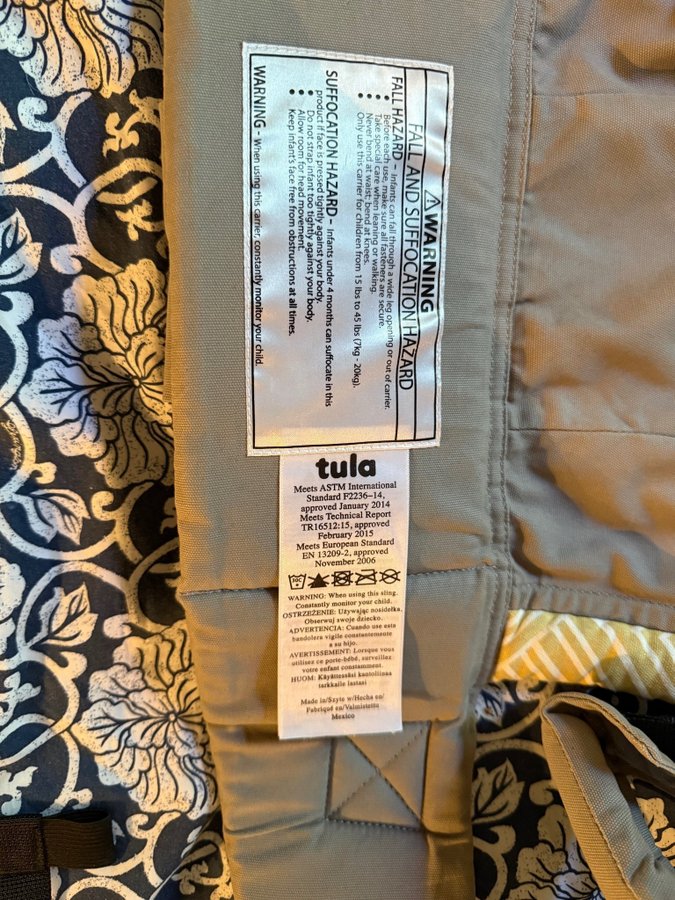 ⚠WARNING
FALL AND SUFFOCATION HAZARD
FALL HAZARD - Infants can fall through a wide leg opening or out of carrier.
• Before each use, make sure all fasteners are secure.
• Take special care when leaning or walking.
• Never bend at waist; bend at knees.
• Only use this carrier for children from 15 lbs to 45 lbs (7kg - 20kg).
SUFFOCATION HAZARD - Infants under 4 months can suffocate in this
product if face is pressed tightly against your body.
• Do not strap infant too tightly against your body.
• Allow room for head movement.
• Keep infant's face free from obstructions at all times.
WARNING - When using this carrier, constantly monitor your child.
tula
Meets ASTM International
Standard F2236-14,
approved January 2014
Meets Technical Report
TR16512:15, approved
February 2015
Meets European Standard
EN 13209-2, approved
November 2006
WARNING: When using this sling.
Constantly monitor your child.
OSTRZEŻENIE: Używając nosidełka,
Obserwuj swoje dziecko.
ADVERTENCIA: Cuando use esta
bandolera vigile constantemente
a su hijo.
AVERTISSEMENT: Lorsque vous
utilisez ce porte-bébé, surveillez
votre enfant constamment.
HUOM: Käyttessäsi kantoliinaa
tarkkaile lastasi
Made in/Szyte w/Hecha en/
Fabriqué en/Valmistettu
Mexico